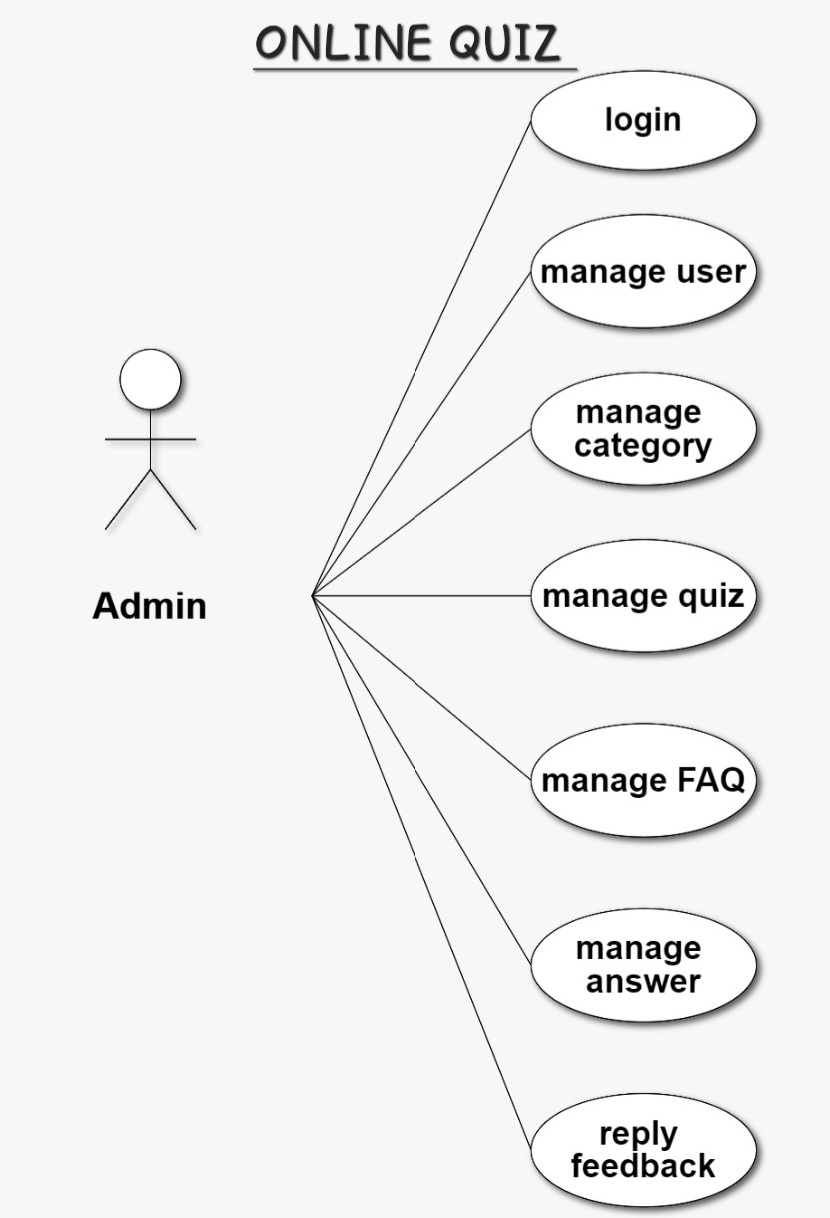 ONLINE QUIZ
login
manage user
manage
category
Admin
manage quiz
manage FAQ
manage
answer
reply
feedback